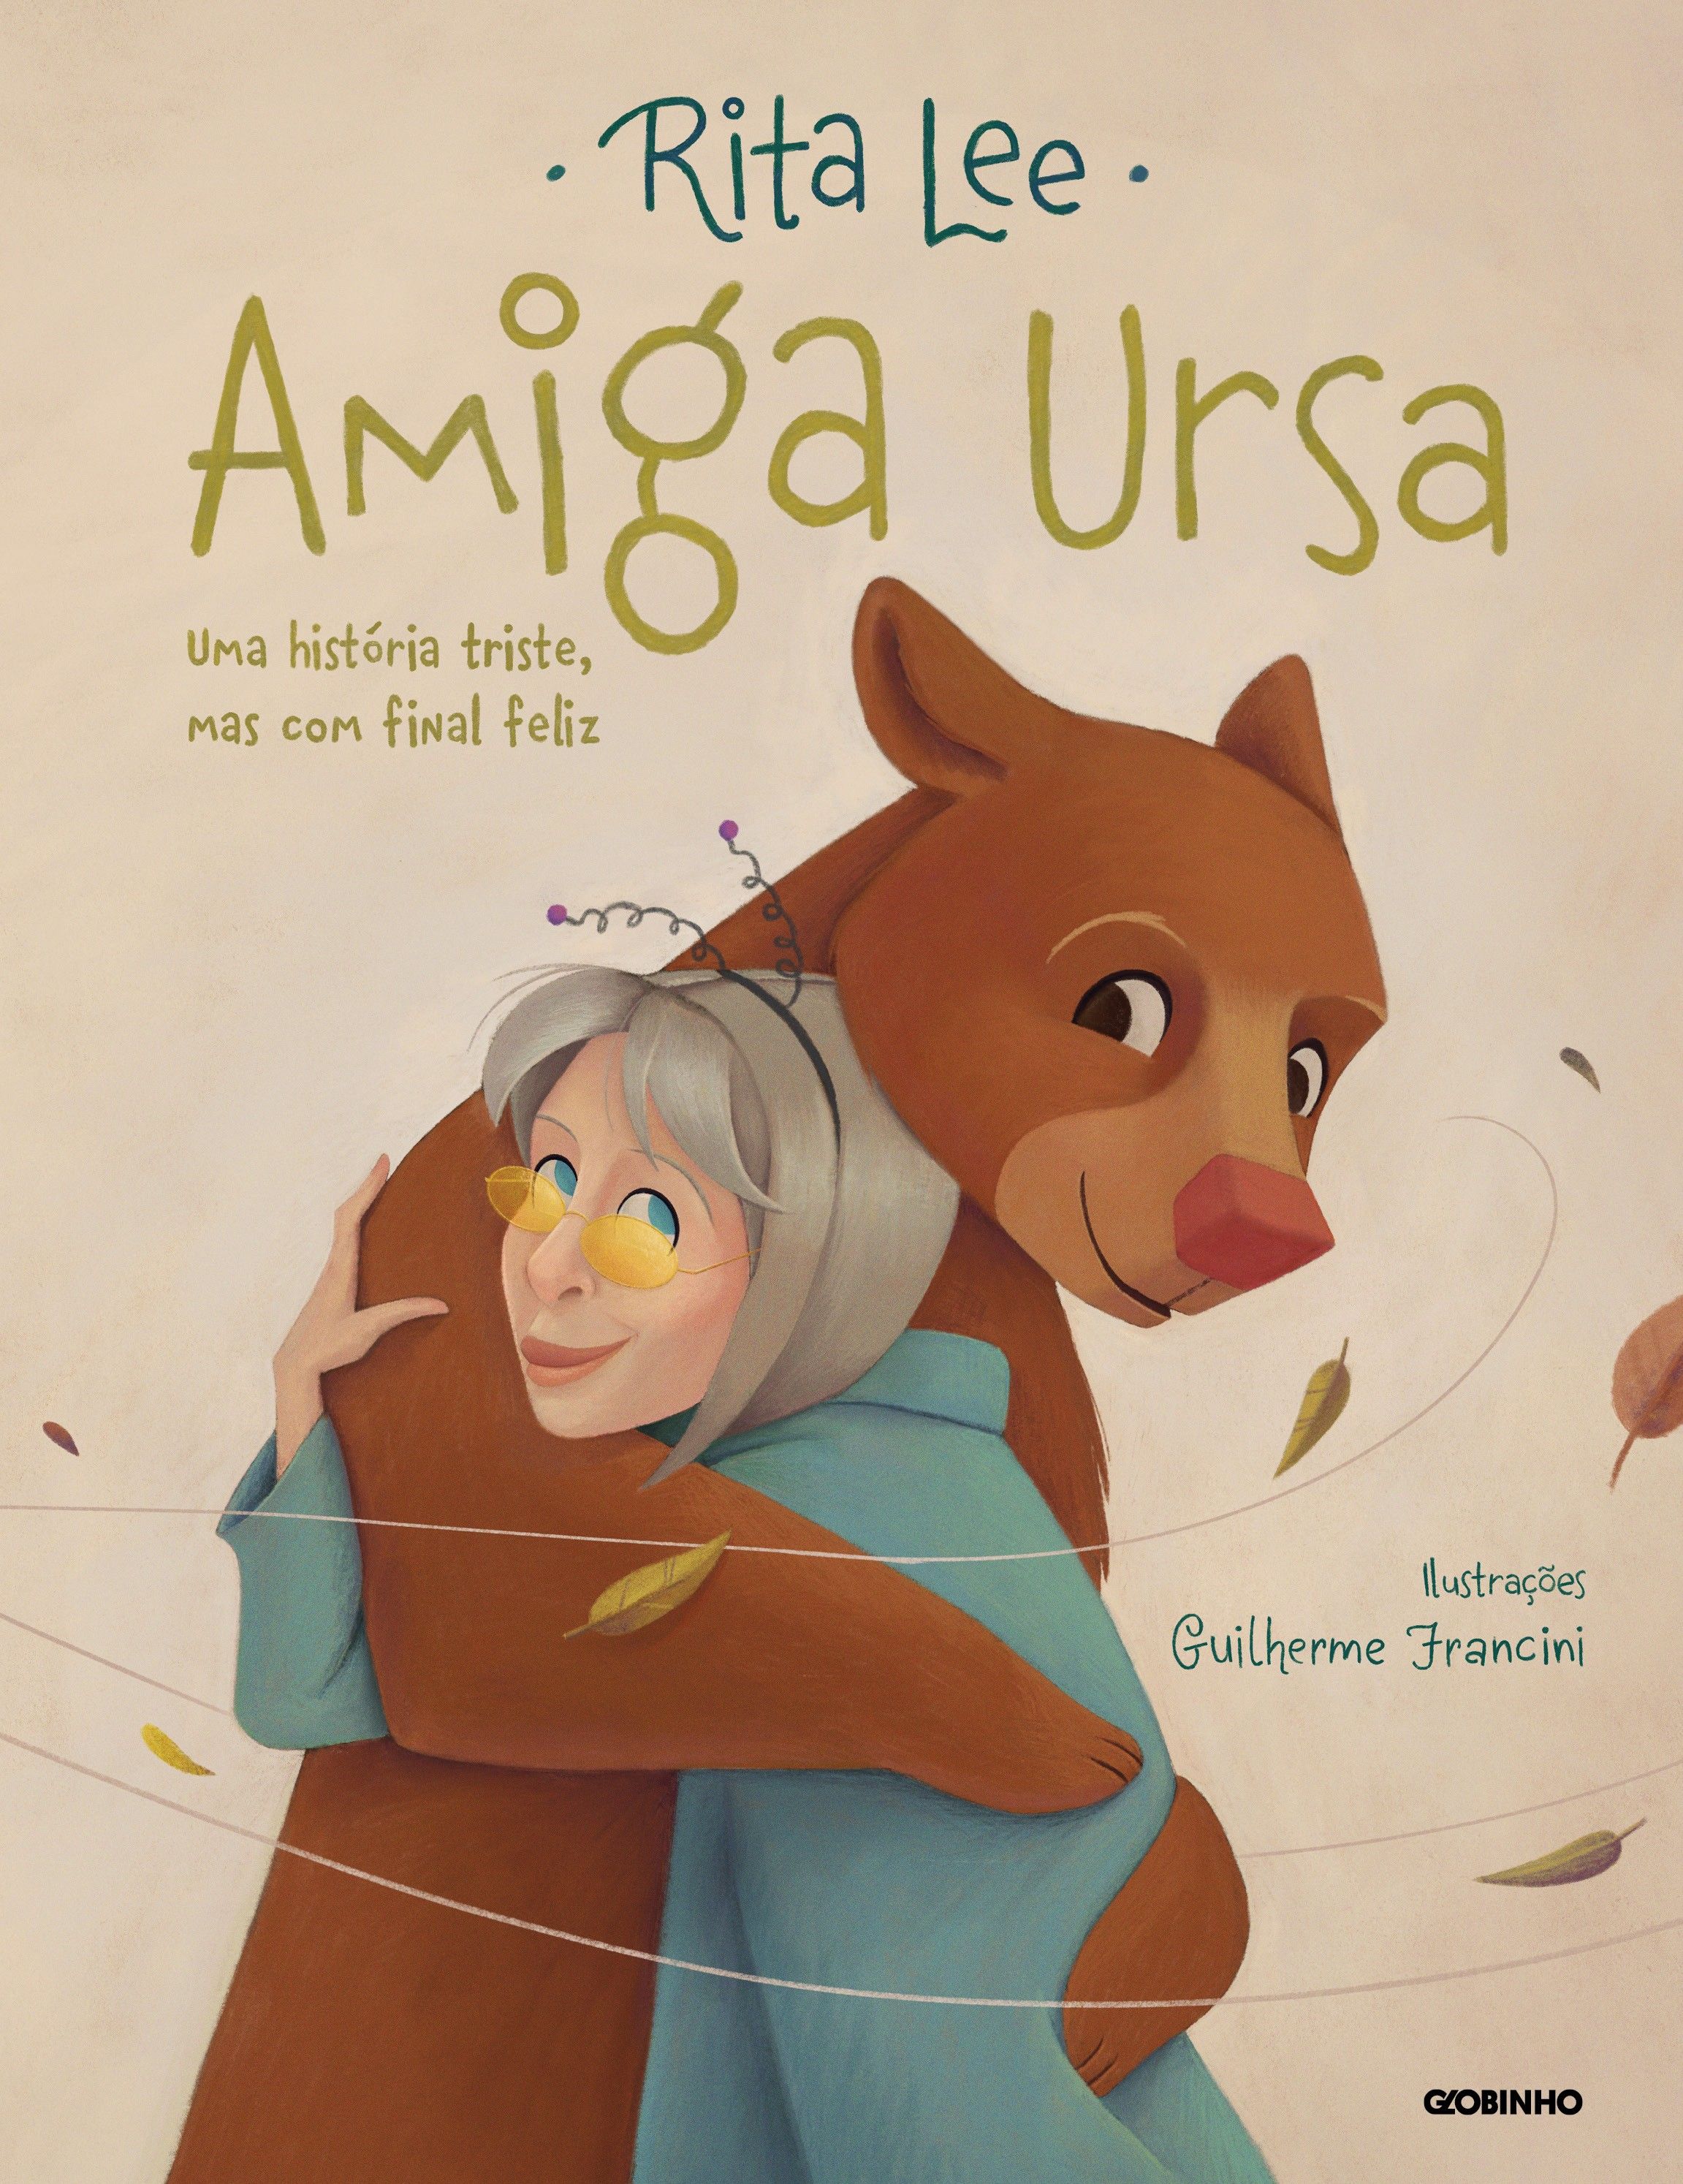 · Rita Lee ·
Amiga Ursa
Uma história triste,
mas com final feliz
Ilustrações
Guilherme Francini
GLOBINHO